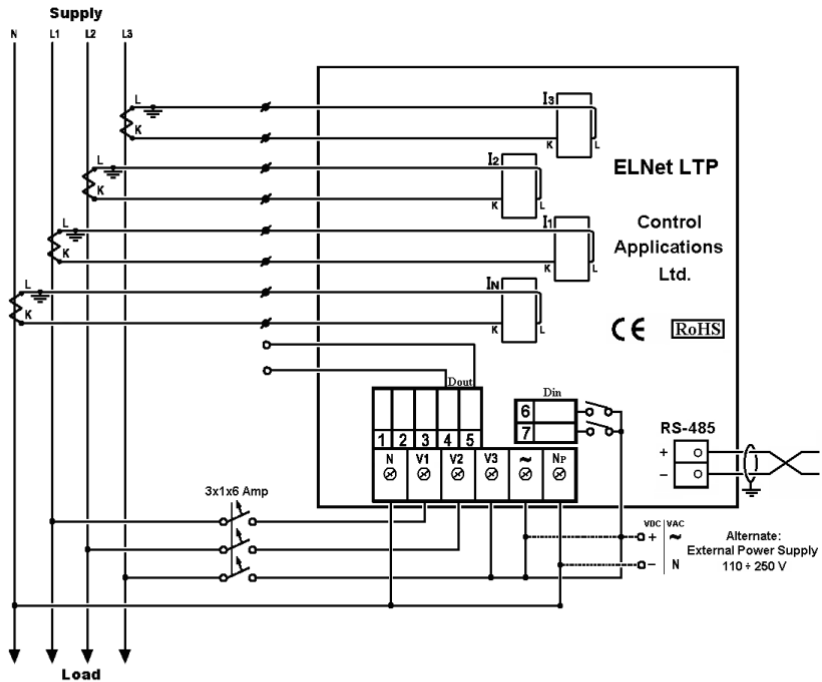 Supply
N L1 L2 L3
L
K
I3
K
L
L
K
I2
K
L
L
K
I1
K
L
L
K
IN
K
L
ELNet LTP
Control
Applications
Ltd.
CE RoHS
Dout
Din
6
7
1 2 3 4 5
N V1 V2 V3 ~ NP
RS-485
+
−
3x1x6 Amp
VDC VAC
+ ~
− N
Alternate:
External Power Supply
110 ÷ 250 V
Load